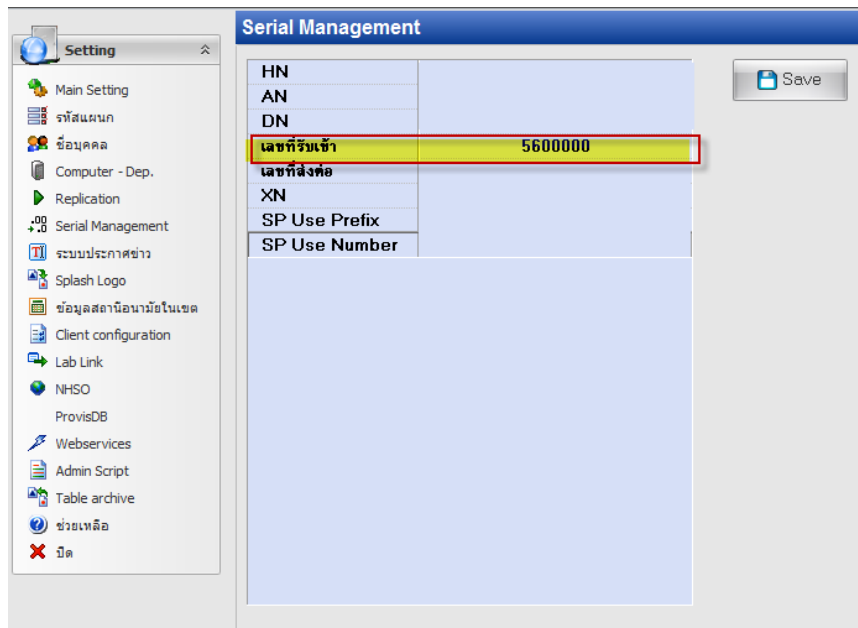 Serial Management
Setting
Main Setting
รหัสแผนก
ชื่อบุคคล
Computer - Dep.
Replication
Serial Management
ระบบประกาศข่าว
Splash Logo
ข้อมูลสถานีอนามัยในเขต
Client configuration
Lab Link
NHSO
ProvisDB
Webservices
Admin Script
Table archive
ช่วยเหลือ
ปิด
HN
AN
DN
เลขที่รับเข้า 5600000
เลขที่ส่งต่อ
XN
SP Use Prefix
SP Use Number
Save